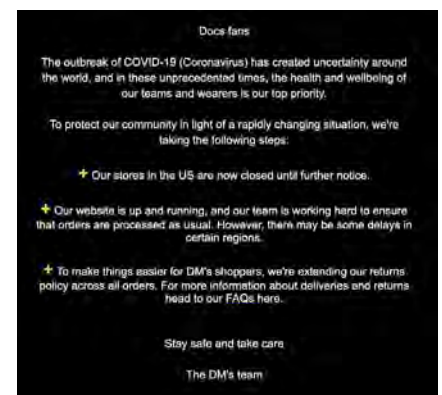 Docs fans
The outbreak of COVID-19 (Coronavirus) has created uncertainty around
the world, and in these unprecedented times, the health and wellbeing of
our teams and wearers is our top priority.
To protect our community in light of a rapidly changing situation, we're
taking the following steps:
+ Our stores in the US are now closed until further notice.
+ Our website is up and running, and our team is working hard to ensure
that orders are processed as usual. However, there may be some delays in
certain regions.
+ To make things easier for DM's shoppers, we're extending our returns
policy across all orders. For more information about deliveries and returns
head to our FAQs here.
Stay safe and take care
The DM's team